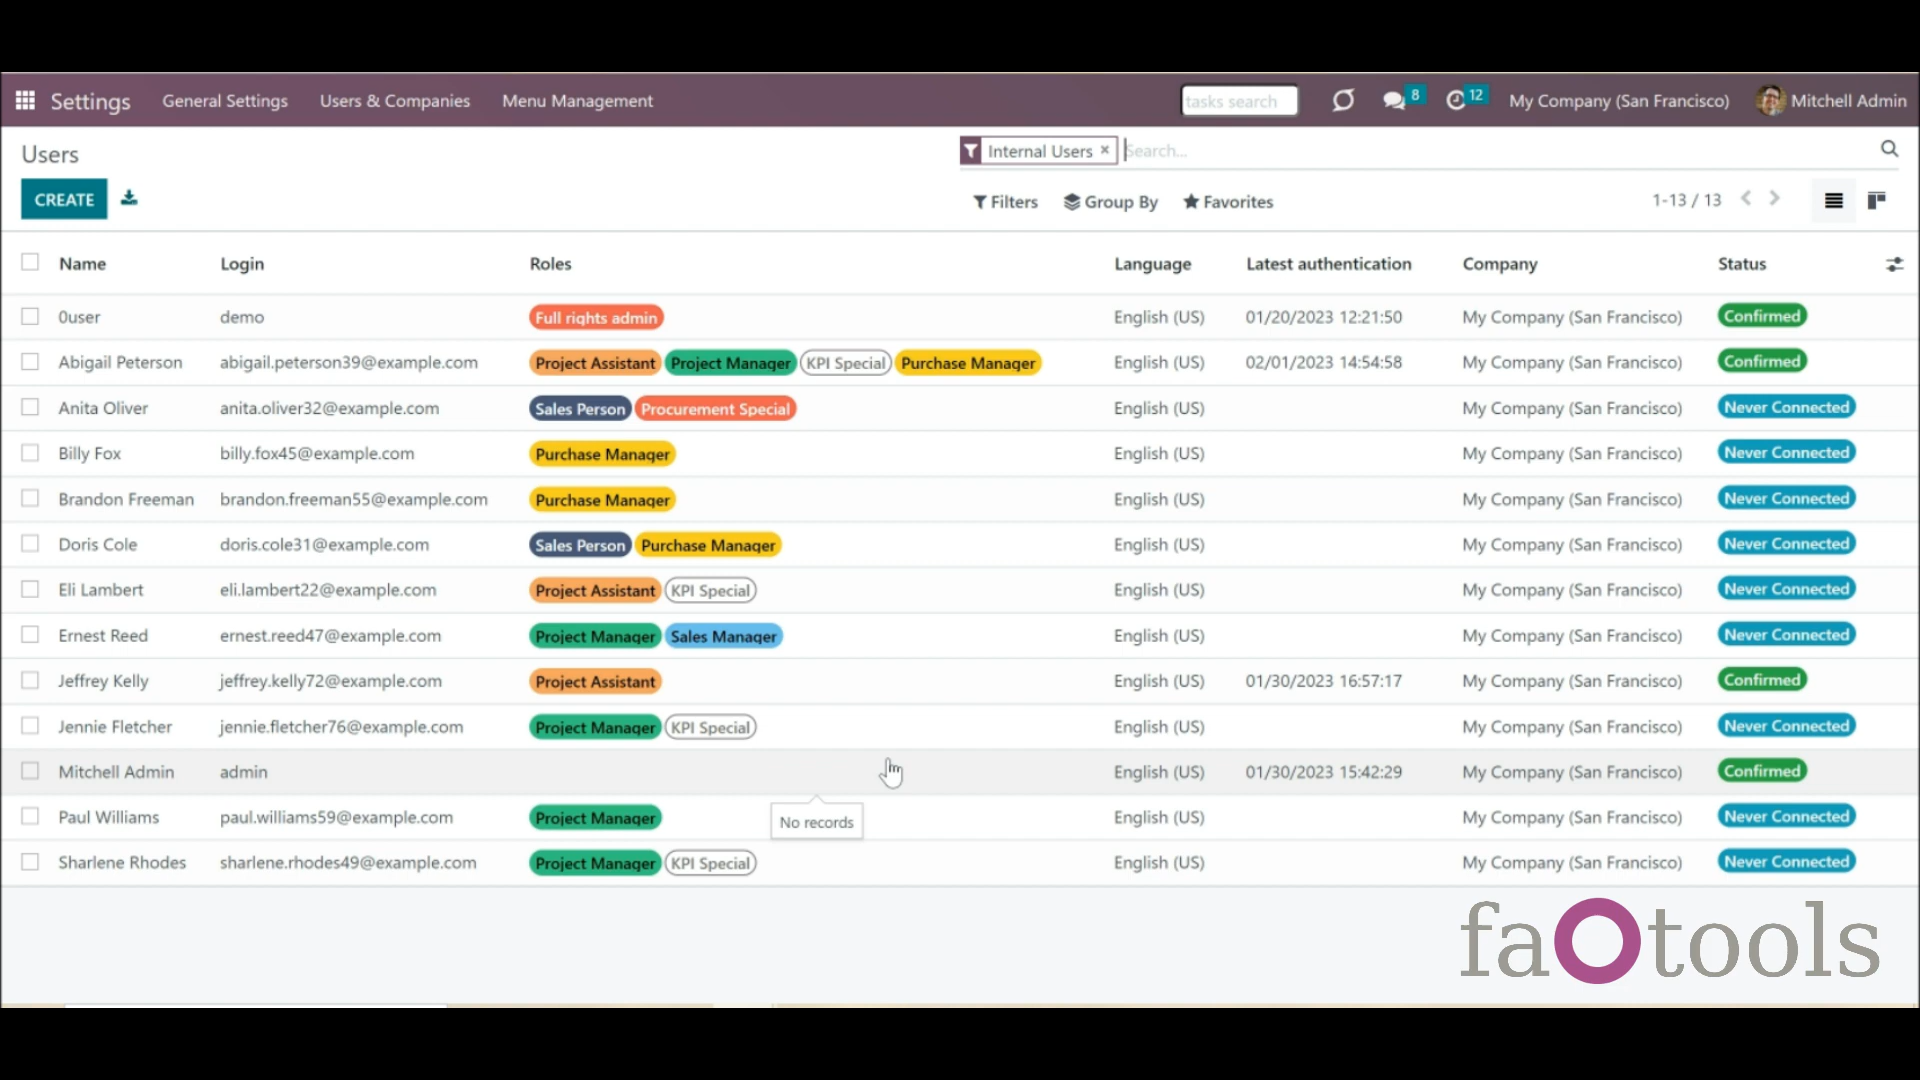 Settings General Settings Users & Companies Menu Management tasks search 8 12 My Company (San Francisco) Mitchell Admin
Users Internal Users × Search...
CREATE Filters Group By Favorites 1-13 / 13
Name Login Roles Language Latest authentication Company Status
0user demo Full rights admin English (US) 01/20/2023 12:21:50 My Company (San Francisco) Confirmed
Abigail Peterson abigail.peterson39@example.com Project Assistant Project Manager KPI Special Purchase Manager English (US) 02/01/2023 14:54:58 My Company (San Francisco) Confirmed
Anita Oliver anita.oliver32@example.com Sales Person Procurement Special English (US) My Company (San Francisco) Never Connected
Billy Fox billy.fox45@example.com Purchase Manager English (US) My Company (San Francisco) Never Connected
Brandon Freeman brandon.freeman55@example.com Purchase Manager English (US) My Company (San Francisco) Never Connected
Doris Cole doris.cole31@example.com Sales Person Purchase Manager English (US) My Company (San Francisco) Never Connected
Eli Lambert eli.lambert22@example.com Project Assistant KPI Special English (US) My Company (San Francisco) Never Connected
Ernest Reed ernest.reed47@example.com Project Manager Sales Manager English (US) My Company (San Francisco) Never Connected
Jeffrey Kelly jeffrey.kelly72@example.com Project Assistant English (US) 01/30/2023 16:57:17 My Company (San Francisco) Confirmed
Jennie Fletcher jennie.fletcher76@example.com Project Manager KPI Special English (US) My Company (San Francisco) Never Connected
Mitchell Admin admin English (US) 01/30/2023 15:42:29 My Company (San Francisco) Confirmed
Paul Williams paul.williams59@example.com Project Manager No records English (US) My Company (San Francisco) Never Connected
Sharlene Rhodes sharlene.rhodes49@example.com Project Manager KPI Special English (US) My Company (San Francisco) Never Connected
faOtools